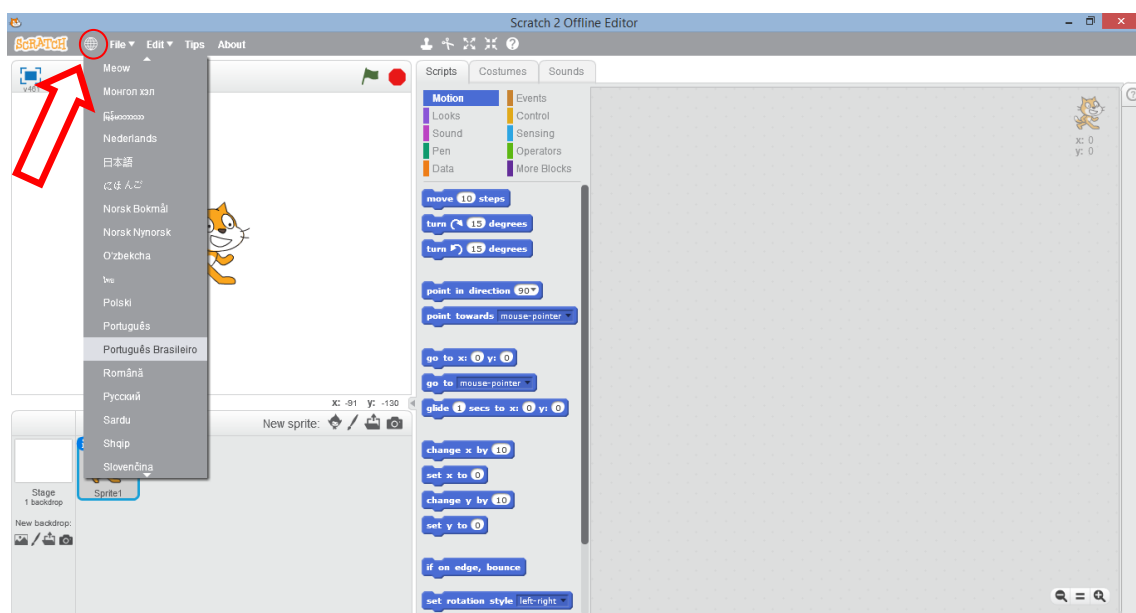 Scratch 2 Offline Editor
SCRATCH File Edit Tips About
v461
Meow
Монгол хэл
Nederlands
日本語
にほんご
Norsk Bokmål
Norsk Nynorsk
O'zbekcha
ไทย
Polski
Português
Português Brasileiro
Română
Русский
Sardu
Shqip
Slovenčina
X: -91 Y: -130
New sprite:
Stage
1 backdrop
New backdrop:
Sprite1
Scripts Costumes Sounds
Motion Events
Looks Control
Sound Sensing
Pen Operators
Data More Blocks
move 10 steps
turn 15 degrees
turn 15 degrees
point in direction 90
point towards mouse-pointer
go to x: 0 y: 0
go to mouse-pointer
glide 1 secs to x: 0 y: 0
change x by 10
set x to 0
change y by 10
set y to 0
if on edge, bounce
set rotation style left-right
x: 0
y: 0